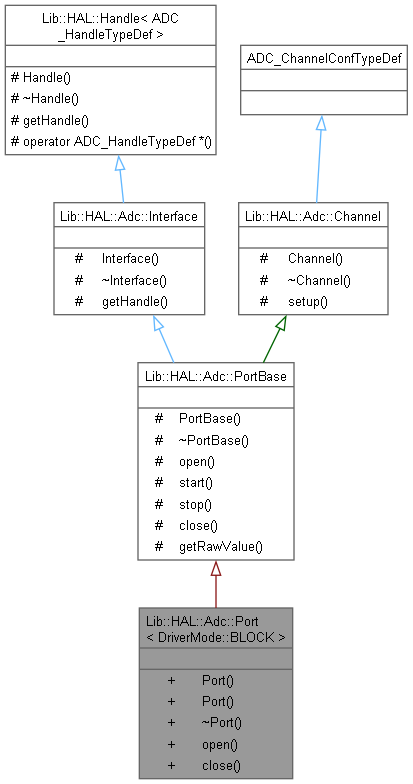 Lib::HAL::Handle< ADC
_HandleTypeDef >
# Handle()
# ~Handle()
# getHandle()
# operator ADC_HandleTypeDef *()
ADC_ChannelConfTypeDef
Lib::HAL::Adc::Interface
# Interface()
# ~Interface()
# getHandle()
Lib::HAL::Adc::Channel
# Channel()
# ~Channel()
# setup()
Lib::HAL::Adc::PortBase
# PortBase()
# ~PortBase()
# open()
# start()
# stop()
# close()
# getRawValue()
Lib::HAL::Adc::Port
< DriverMode::BLOCK >
+ Port()
+ Port()
+ ~Port()
+ open()
+ close()